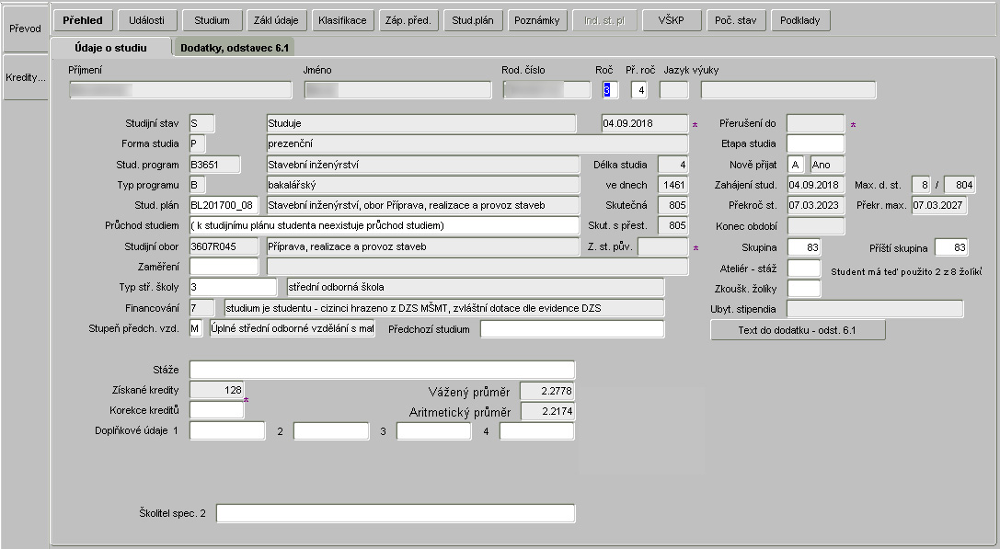 Převod
Kredity...
Přehled Události Studium Zákl údaje Klasifikace Záp. před. Stud.plán Poznámky Ind. st. pl VŠKP Poč. stav Podklady
Údaje o studiu Dodatky, odstavec 6.1
Příjmení Jméno Rod. číslo Roč Př. roč Jazyk výuky
3 4
Studijní stav S Studuje 04.09.2018 * Přerušení do *
Forma studia P prezenční Etapa studia
Stud. program B3651 Stavební inženýrství Délka studia 4 Nově přijat A Ano
Typ programu B bakalářský ve dnech 1461 Zahájení stud. 04.09.2018 Max. d. st. 8 / 804
Stud. plán BL201700_08 Stavební inženýrství, obor Příprava, realizace a provoz staveb Skutečná 805 Překroč st. 07.03.2023 Překr. max. 07.03.2027
Průchod studiem ( k studijnímu plánu studenta neexistuje průchod studiem) Skut. s přest. 805 Konec období
Studijní obor 3607R045 Příprava, realizace a provoz staveb Z. st. pův. * Skupina 83 Příští skupina 83
Zaměření Ateliér - stáž Student má teď použito 2 z 8 žolíků
Typ stř. školy 3 střední odborná škola Zkoušk. žolíky
Financování 7 studium je studentu - cizinci hrazeno z DZS MŠMT, zvláštní dotace dle evidence DZS Ubyt. stipendia
Stupeň předch. vzd. M Úplné střední odborné vzdělání s mat Předchozí studium Text do dodatku - odst. 6.1
Stáže
Získané kredity 128 * Vážený průměr 2.2778
Korekce kreditů Aritmetický průměr 2.2174
Doplňkové údaje 1 2 3 4
Školitel spec. 2